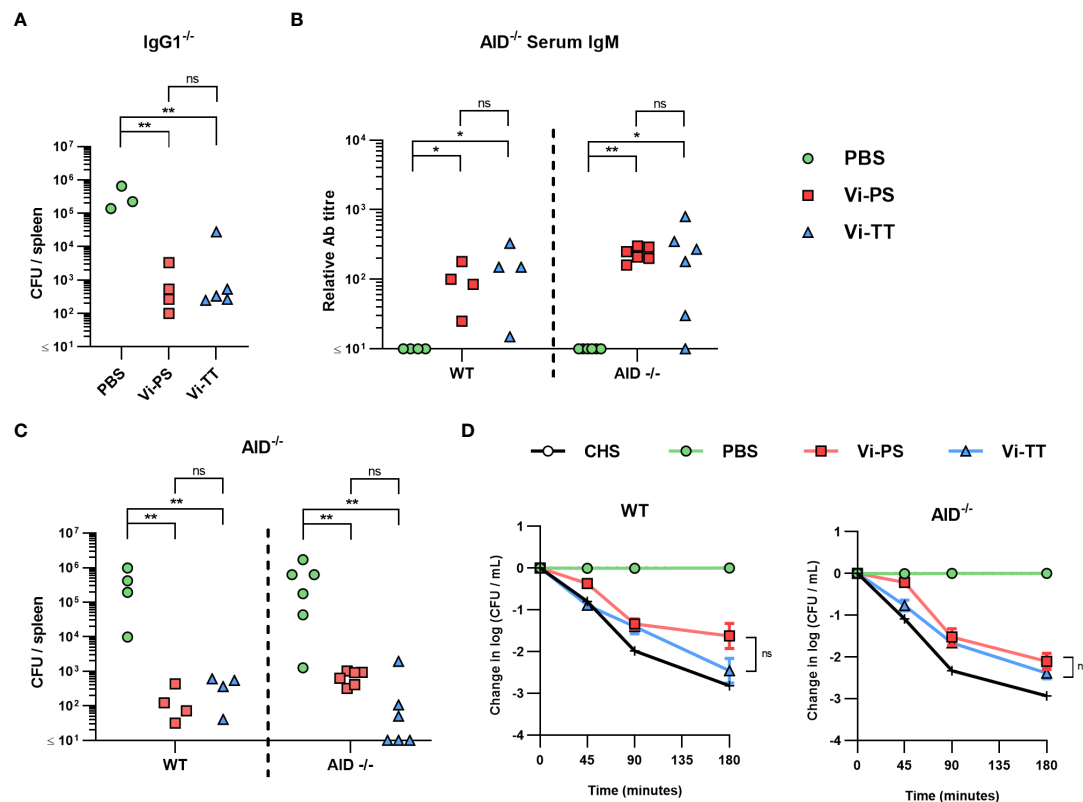 A
IgG1-/-
ns
**
**
CFU / spleen
10^7
10^6
10^5
10^4
10^3
10^2
≤ 10^1
PBS
Vi-PS
Vi-TT
B
AID-/- Serum IgM
ns
*
*
ns
*
**
Relative Ab titre
10^4
10^3
10^2
≤ 10^1
WT
AID -/-
PBS
Vi-PS
Vi-TT
C
AID-/-
ns
**
**
ns
**
**
CFU / spleen
10^7
10^6
10^5
10^4
10^3
10^2
≤ 10^1
WT
AID -/-
D
CHS
PBS
Vi-PS
Vi-TT
WT
Change in log (CFU / mL)
1
0
-1
-2
-3
-4
ns
0
45
90
135
180
Time (minutes)
AID-/-
Change in log (CFU / mL)
1
0
-1
-2
-3
-4
n
0
45
90
135
180
Time (minutes)